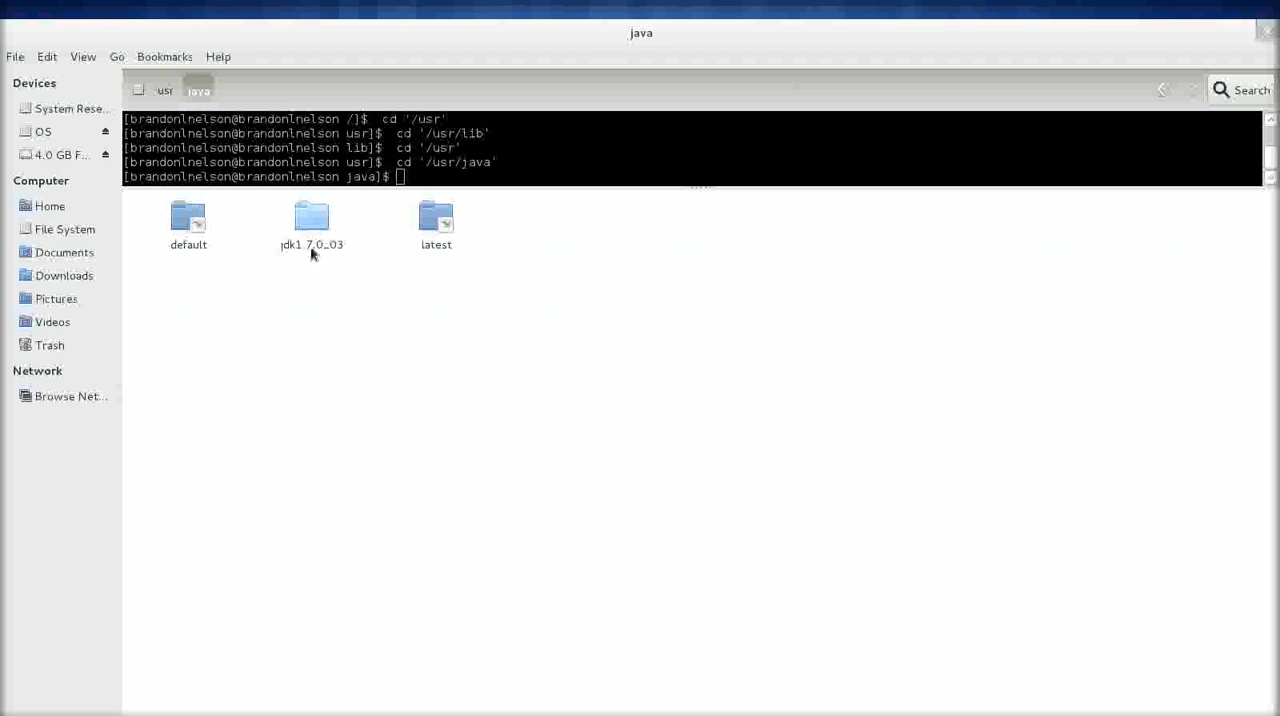 java
File Edit View Go Bookmarks Help
Devices
System Rese...
OS
4.0 GB F...
Computer
Home
File System
Documents
Downloads
Pictures
Videos
Trash
Network
Browse Net...
usr java
Search
[brandonlnelson@brandonlnelson /]$ cd '/usr'
[brandonlnelson@brandonlnelson usr]$ cd '/usr/lib'
[brandonlnelson@brandonlnelson lib]$ cd '/usr'
[brandonlnelson@brandonlnelson usr]$ cd '/usr/java'
[brandonlnelson@brandonlnelson java]$
default jdk1.7.0_03 latest